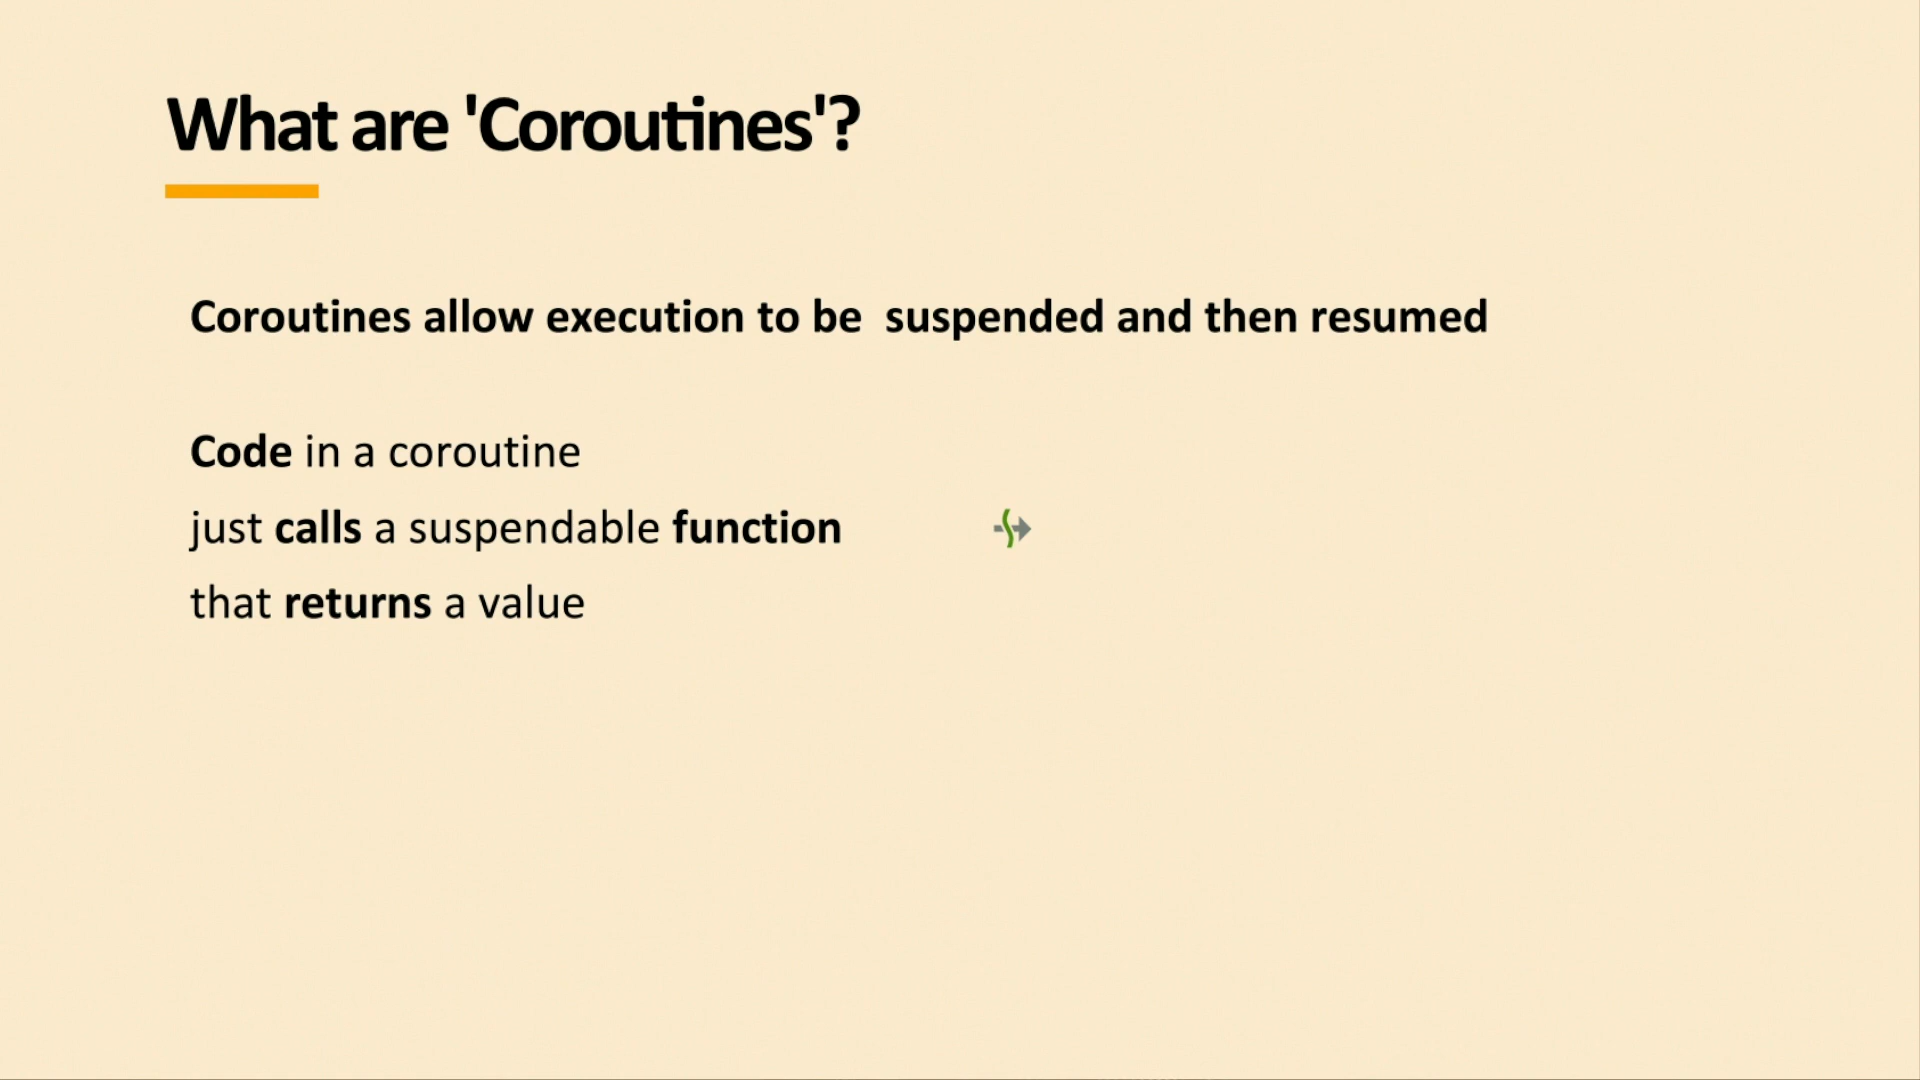 What are 'Coroutines'?
Coroutines allow execution to be  suspended and then resumed
Code in a coroutine
just calls a suspendable function
that returns a value